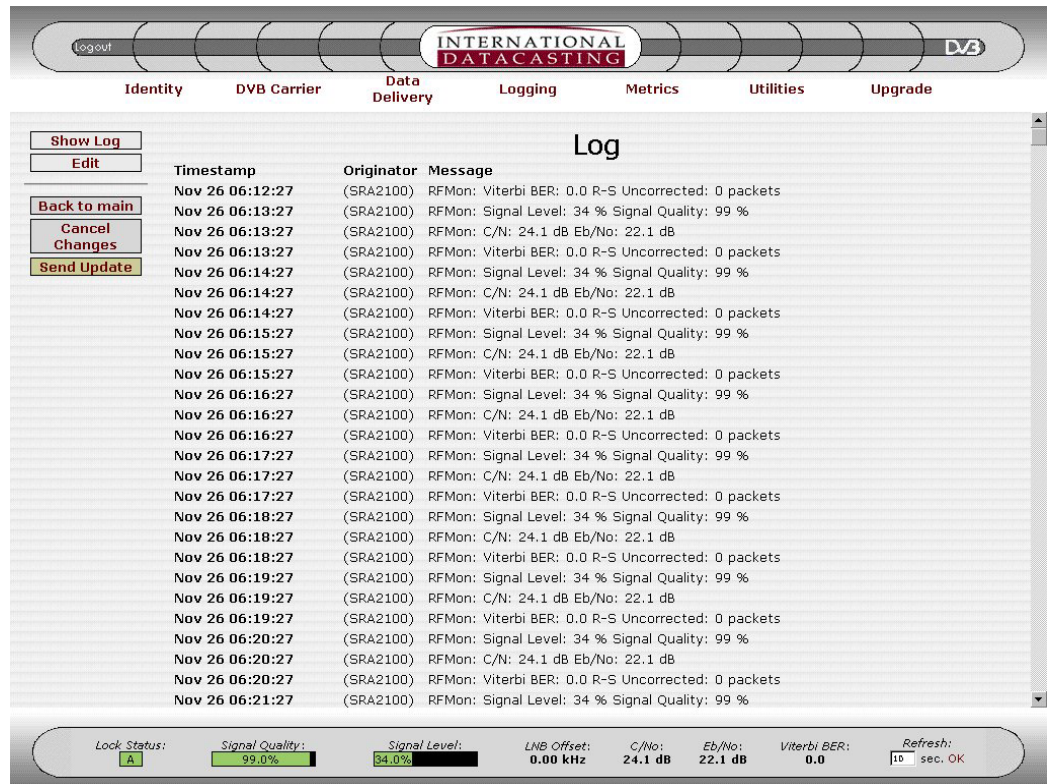 Logout
INTERNATIONAL
DATACASTING
DVB
Identity DVB Carrier Data Delivery Logging Metrics Utilities Upgrade
Show Log
Edit
Back to main
Cancel
Changes
Send Update
Log
Timestamp Originator Message
Nov 26 06:12:27 (SRA2100) RFMon: Viterbi BER: 0.0 R-S Uncorrected: 0 packets
Nov 26 06:13:27 (SRA2100) RFMon: Signal Level: 34 % Signal Quality: 99 %
Nov 26 06:13:27 (SRA2100) RFMon: C/N: 24.1 dB Eb/No: 22.1 dB
Nov 26 06:13:27 (SRA2100) RFMon: Viterbi BER: 0.0 R-S Uncorrected: 0 packets
Nov 26 06:14:27 (SRA2100) RFMon: Signal Level: 34 % Signal Quality: 99 %
Nov 26 06:14:27 (SRA2100) RFMon: C/N: 24.1 dB Eb/No: 22.1 dB
Nov 26 06:14:27 (SRA2100) RFMon: Viterbi BER: 0.0 R-S Uncorrected: 0 packets
Nov 26 06:15:27 (SRA2100) RFMon: Signal Level: 34 % Signal Quality: 99 %
Nov 26 06:15:27 (SRA2100) RFMon: C/N: 24.1 dB Eb/No: 22.1 dB
Nov 26 06:15:27 (SRA2100) RFMon: Viterbi BER: 0.0 R-S Uncorrected: 0 packets
Nov 26 06:16:27 (SRA2100) RFMon: Signal Level: 34 % Signal Quality: 99 %
Nov 26 06:16:27 (SRA2100) RFMon: C/N: 24.1 dB Eb/No: 22.1 dB
Nov 26 06:16:27 (SRA2100) RFMon: Viterbi BER: 0.0 R-S Uncorrected: 0 packets
Nov 26 06:17:27 (SRA2100) RFMon: Signal Level: 34 % Signal Quality: 99 %
Nov 26 06:17:27 (SRA2100) RFMon: C/N: 24.1 dB Eb/No: 22.1 dB
Nov 26 06:17:27 (SRA2100) RFMon: Viterbi BER: 0.0 R-S Uncorrected: 0 packets
Nov 26 06:18:27 (SRA2100) RFMon: Signal Level: 34 % Signal Quality: 99 %
Nov 26 06:18:27 (SRA2100) RFMon: C/N: 24.1 dB Eb/No: 22.1 dB
Nov 26 06:18:27 (SRA2100) RFMon: Viterbi BER: 0.0 R-S Uncorrected: 0 packets
Nov 26 06:19:27 (SRA2100) RFMon: Signal Level: 34 % Signal Quality: 99 %
Nov 26 06:19:27 (SRA2100) RFMon: C/N: 24.1 dB Eb/No: 22.1 dB
Nov 26 06:19:27 (SRA2100) RFMon: Viterbi BER: 0.0 R-S Uncorrected: 0 packets
Nov 26 06:20:27 (SRA2100) RFMon: Signal Level: 34 % Signal Quality: 99 %
Nov 26 06:20:27 (SRA2100) RFMon: C/N: 24.1 dB Eb/No: 22.1 dB
Nov 26 06:20:27 (SRA2100) RFMon: Viterbi BER: 0.0 R-S Uncorrected: 0 packets
Nov 26 06:21:27 (SRA2100) RFMon: Signal Level: 34 % Signal Quality: 99 %
Lock Status: Signal Quality: Signal Level: LNB Offset: C/No: Eb/No: Viterbi BER: Refresh:
A 99.0% 34.0% 0.00 kHz 24.1 dB 22.1 dB 0.0 10 sec. OK